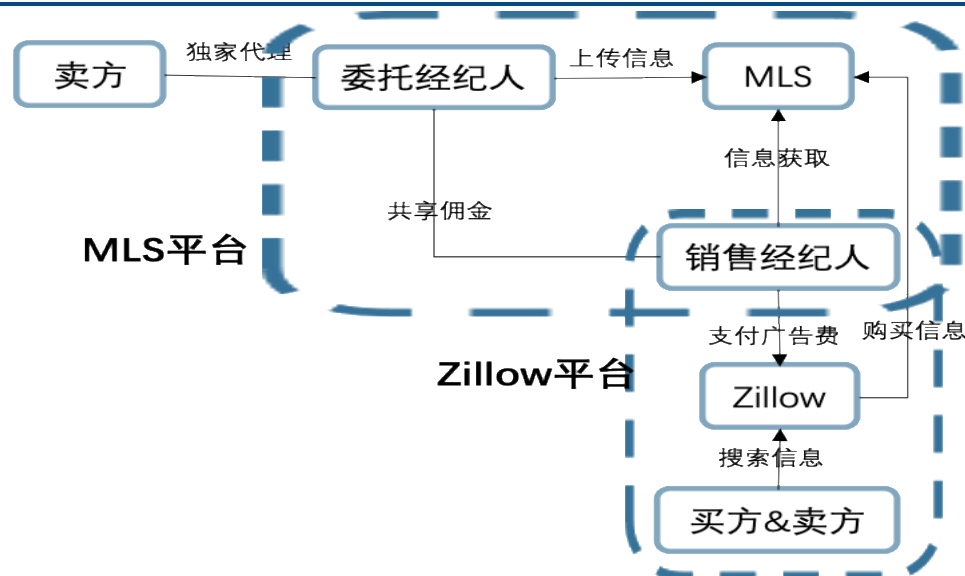 卖方
独家代理
委托经纪人
上传信息
MLS
信息获取
共享佣金
MLS平台
销售经纪人
支付广告费
购买信息
Zillow平台
Zillow
搜索信息
买方&卖方